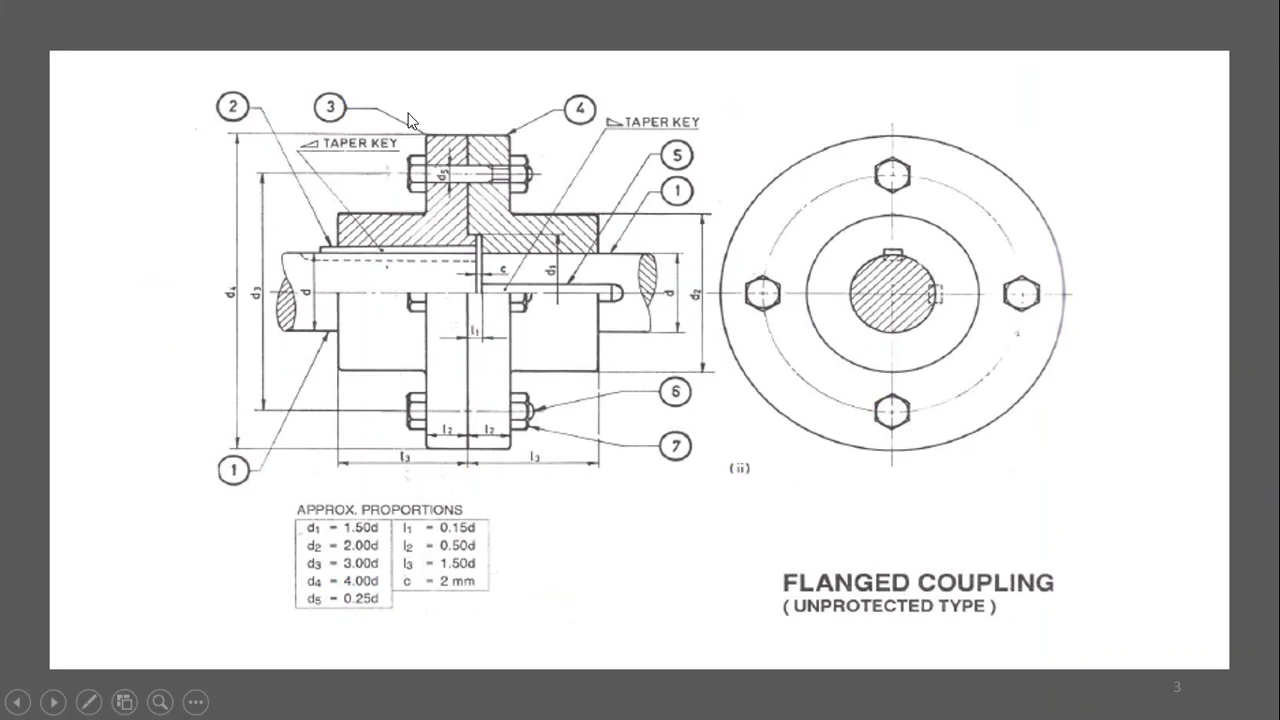 2
3
4
TAPER KEY
TAPER KEY
5
1
d5
c
d1
d4
d3
d
d
d2
l1
6
l2
l2
7
l3
l3
1
(ii)
APPROX. PROPORTIONS
d1 = 1.50d l1 = 0.15d
d2 = 2.00d l2 = 0.50d
d3 = 3.00d l3 = 1.50d
d4 = 4.00d c = 2 mm
d5 = 0.25d
FLANGED COUPLING
( UNPROTECTED TYPE )
3